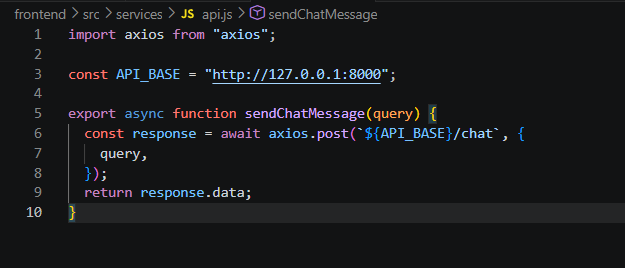 frontend > src > services > JS api.js > sendChatMessage
1 import axios from "axios";
2
3 const API_BASE = "http://127.0.0.1:8000";
4
5 export async function sendChatMessage(query) {
6   const response = await axios.post(`${API_BASE}/chat`, {
7     query,
8   });
9   return response.data;
10 }